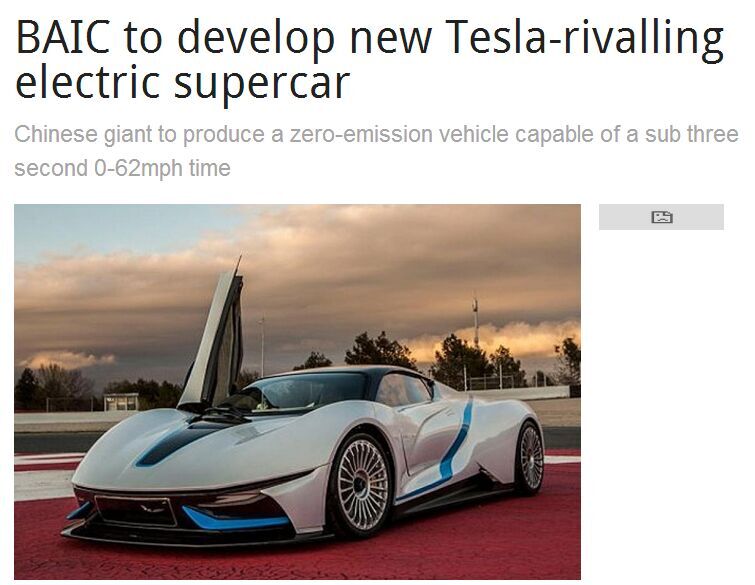 BAIC to develop new Tesla-rivalling
electric supercar
Chinese giant to produce a zero-emission vehicle capable of a sub three
second 0-62mph time